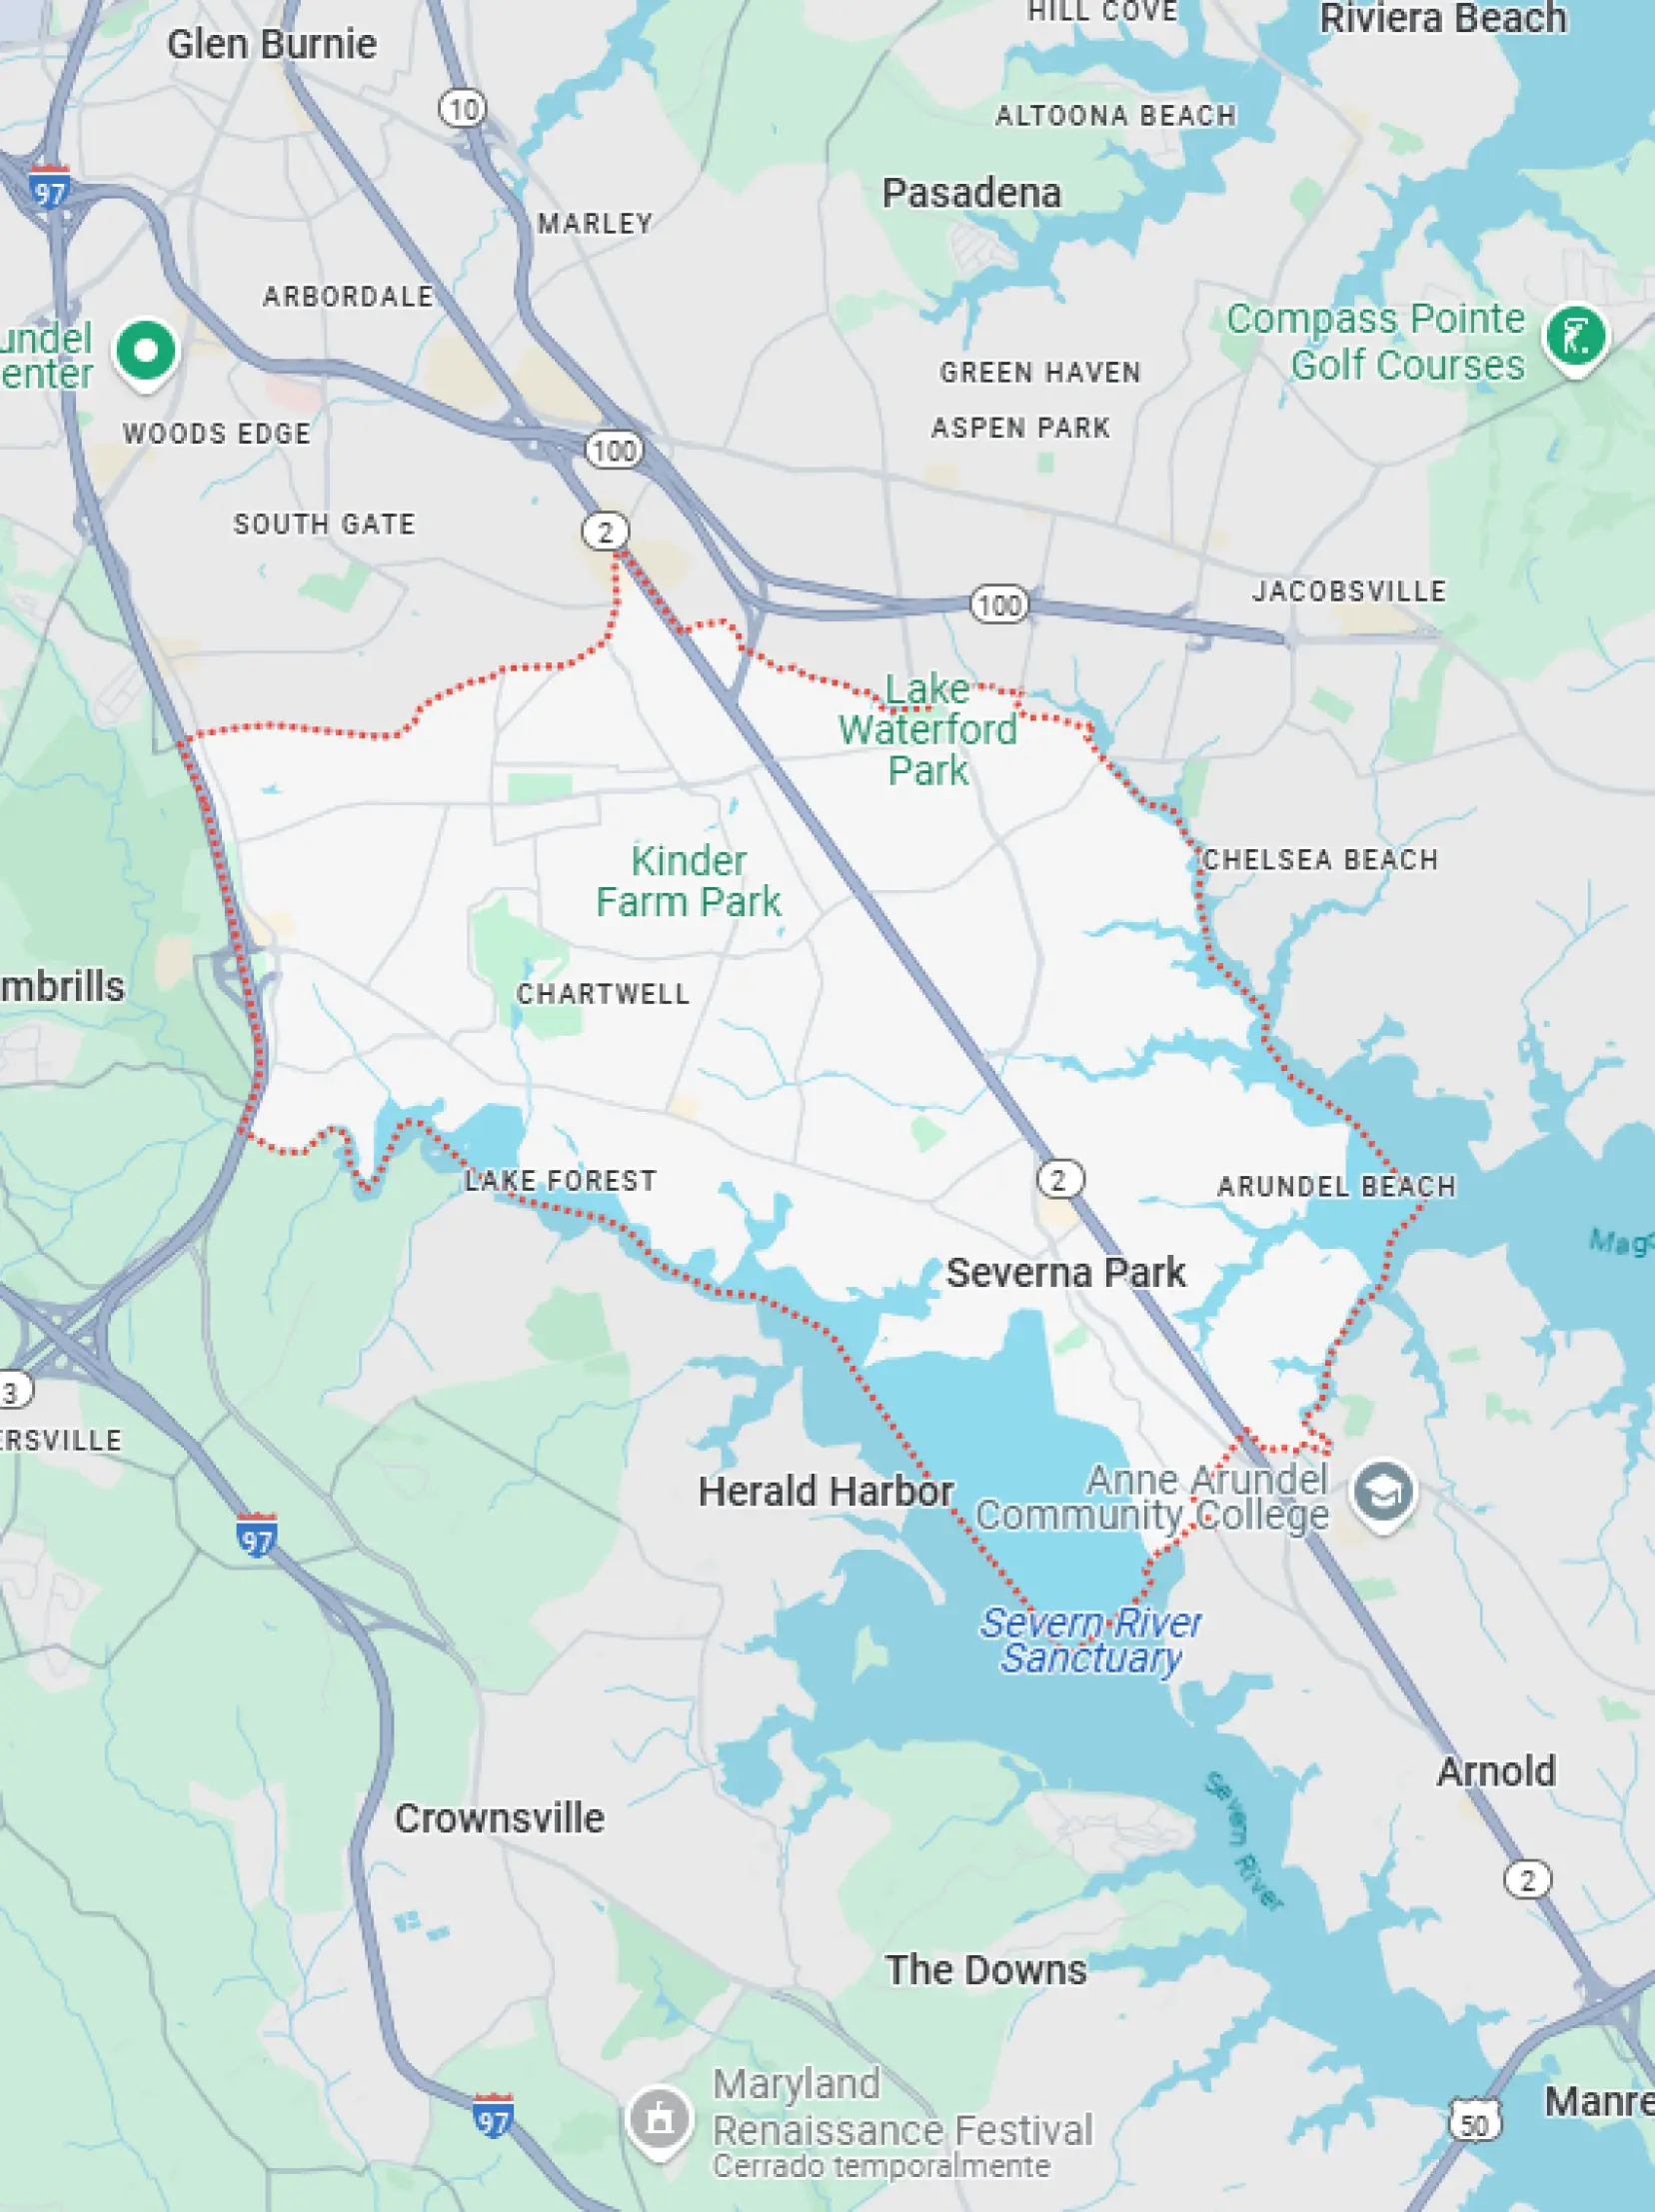 HILL COVE
Riviera Beach
Glen Burnie
10
ALTOONA BEACH
97
Pasadena
MARLEY
ARBORDALE
Compass Pointe
Golf Courses
undel
enter
GREEN HAVEN
WOODS EDGE
ASPEN PARK
100
SOUTH GATE
2
100
JACOBSVILLE
Lake
Waterford
Park
Kinder
Farm Park
CHELSEA BEACH
mbrills
CHARTWELL
LAKE FOREST
2
ARUNDEL BEACH
Mag
Severna Park
3
ERSVILLE
Herald Harbor
Anne Arundel
Community College
97
Severn River
Sanctuary
Severn River
Arnold
Crownsville
2
The Downs
Maryland
Renaissance Festival
Cerrado temporalmente
97
50
Manre